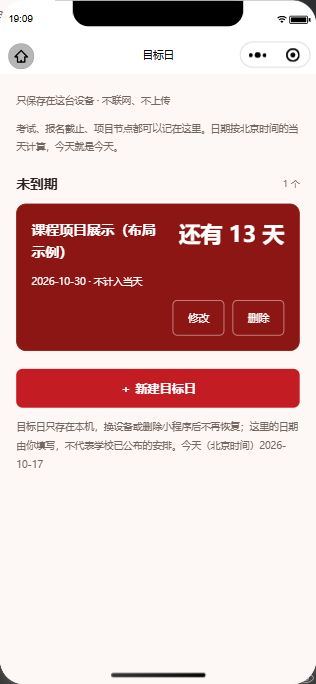 19:09
目标日
只保存在这台设备 · 不联网、不上传
考试、报名截止、项目节点都可以记在这里。日期按北京时间的当
天计算，今天就是今天。
未到期 1 个
课程项目展示（布局 还有 13 天
示例）
2026-10-30 · 不计入当天
修改 删除
+ 新建目标日
目标日只存在本机，换设备或删除小程序后不再恢复；这里的日期
由你填写，不代表学校已公布的安排。今天（北京时间）2026-
10-17